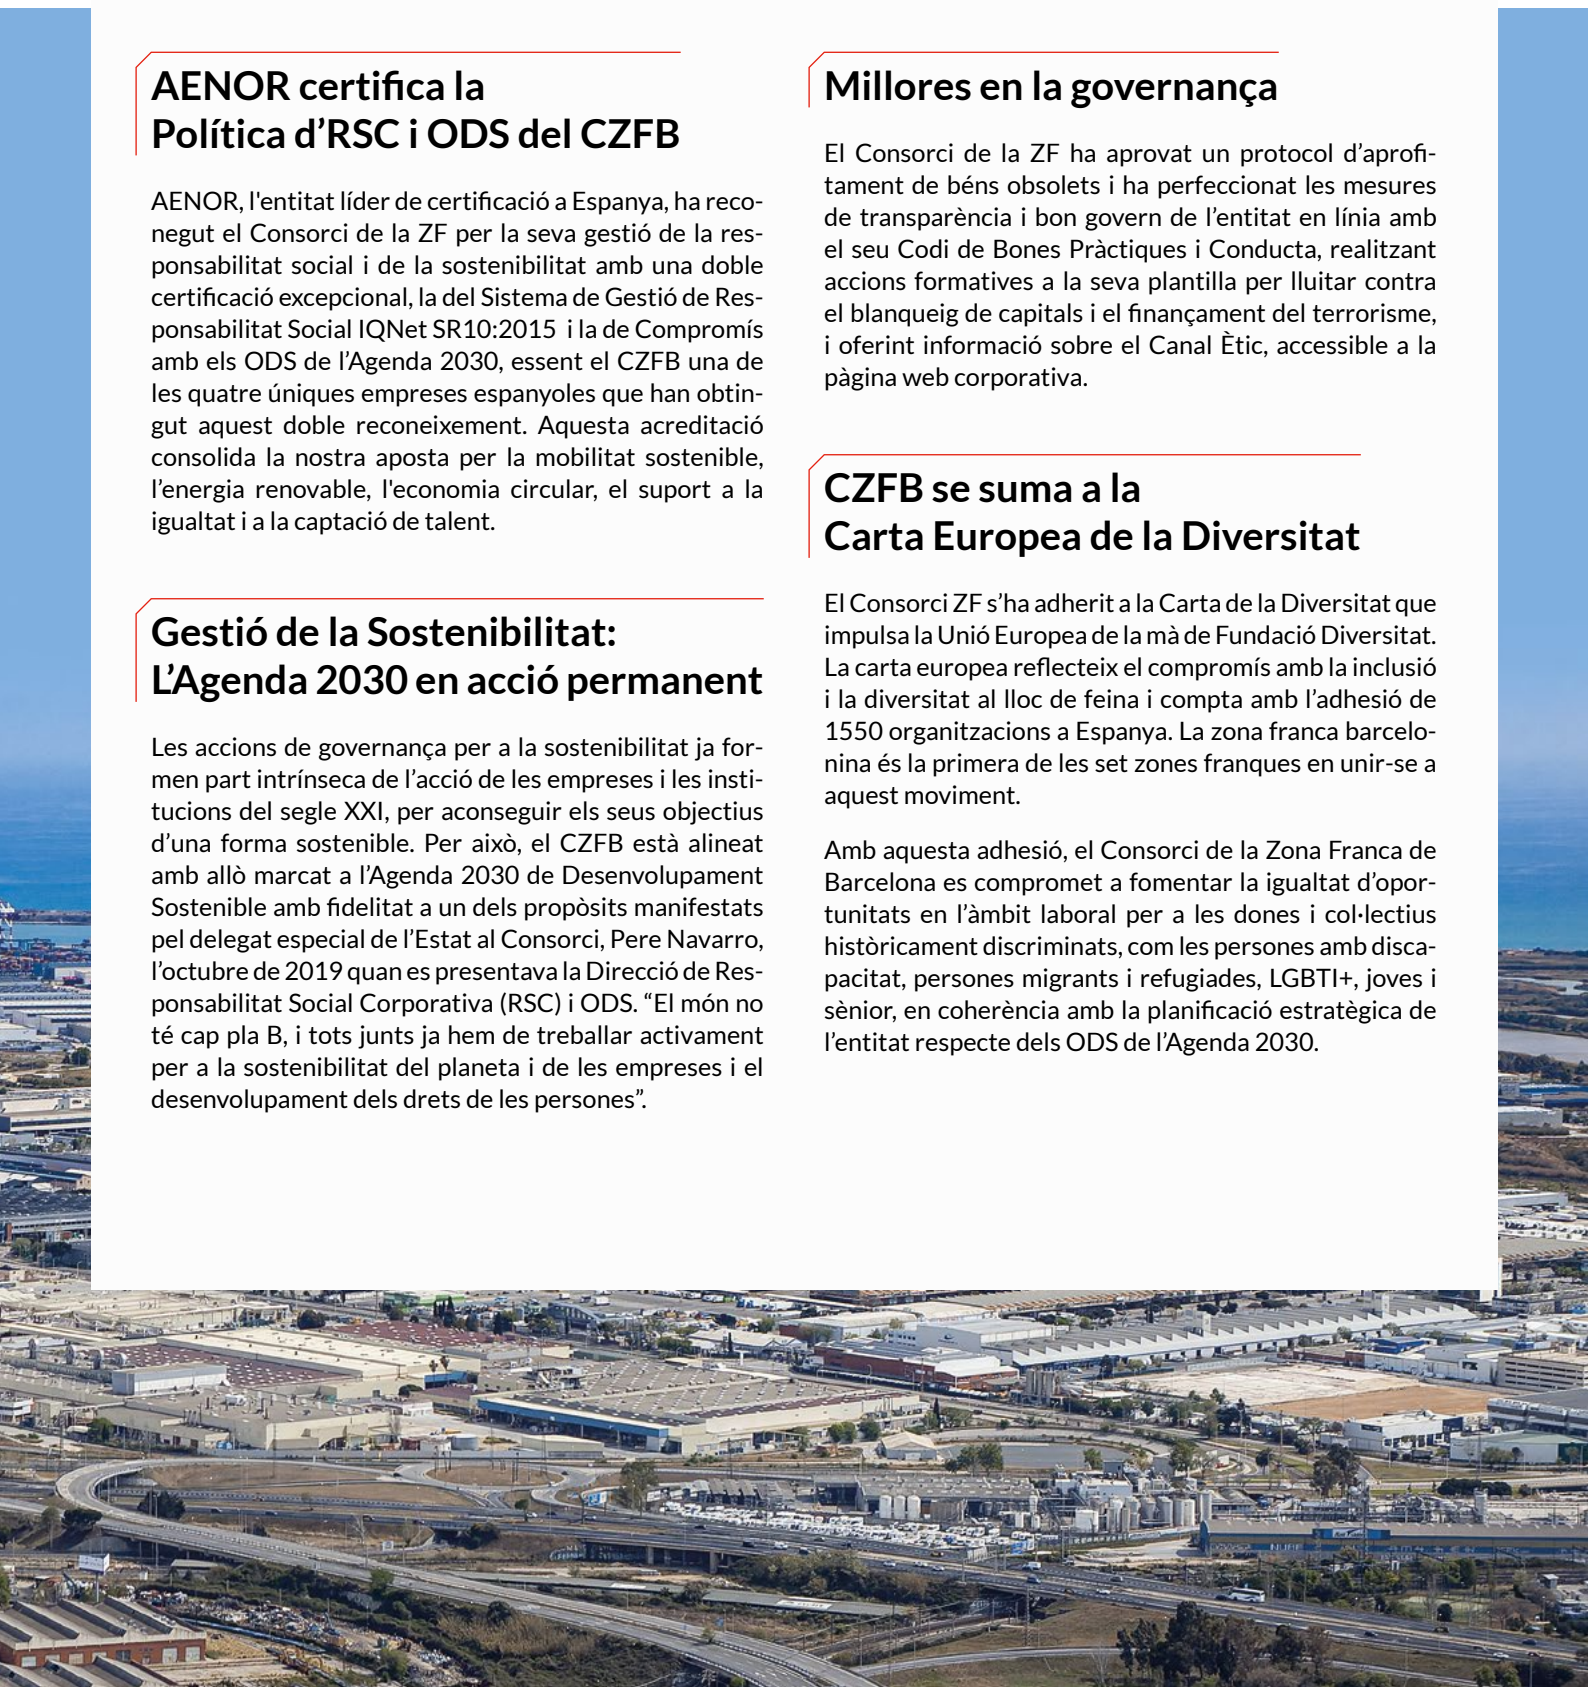 AENOR certifica la
Política d’RSC i ODS del CZFB
AENOR, l'entitat líder de certificació a Espanya, ha reco-
negut el Consorci de la ZF per la seva gestió de la res-
ponsabilitat social i de la sostenibilitat amb una doble
certificació excepcional, la del Sistema de Gestió de Res-
ponsabilitat Social IQNet SR10:2015  i la de Compromís
amb els ODS de l’Agenda 2030, essent el CZFB una de
les quatre úniques empreses espanyoles que han obtin-
gut aquest doble reconeixement. Aquesta acreditació
consolida la nostra aposta per la mobilitat sostenible,
l’energia renovable, l'economia circular, el suport a la
igualtat i a la captació de talent.
Gestió de la Sostenibilitat:
L’Agenda 2030 en acció permanent
Les accions de governança per a la sostenibilitat ja for-
men part intrínseca de l’acció de les empreses i les insti-
tucions del segle XXI, per aconseguir els seus objectius
d’una forma sostenible. Per això, el CZFB està alineat
amb allò marcat a l’Agenda 2030 de Desenvolupament
Sostenible amb fidelitat a un dels propòsits manifestats
pel delegat especial de l’Estat al Consorci, Pere Navarro,
l’octubre de 2019 quan es presentava la Direcció de Res-
ponsabilitat Social Corporativa (RSC) i ODS. “El món no
té cap pla B, i tots junts ja hem de treballar activament
per a la sostenibilitat del planeta i de les empreses i el
desenvolupament dels drets de les persones”.
Millores en la governança
El Consorci de la ZF ha aprovat un protocol d’aprofi-
tament de béns obsolets i ha perfeccionat les mesures
de transparència i bon govern de l’entitat en línia amb
el seu Codi de Bones Pràctiques i Conducta, realitzant
accions formatives a la seva plantilla per lluitar contra
el blanqueig de capitals i el finançament del terrorisme,
i oferint informació sobre el Canal Ètic, accessible a la
pàgina web corporativa.
CZFB se suma a la
Carta Europea de la Diversitat
El Consorci ZF s’ha adherit a la Carta de la Diversitat que
impulsa la Unió Europea de la mà de Fundació Diversitat.
La carta europea reflecteix el compromís amb la inclusió
i la diversitat al lloc de feina i compta amb l’adhesió de
1550 organitzacions a Espanya. La zona franca barcelo-
nina és la primera de les set zones franques en unir-se a
aquest moviment.
Amb aquesta adhesió, el Consorci de la Zona Franca de
Barcelona es compromet a fomentar la igualtat d’opor-
tunitats en l’àmbit laboral per a les dones i col·lectius
històricament discriminats, com les persones amb disca-
pacitat, persones migrants i refugiades, LGBTI+, joves i
sènior, en coherència amb la planificació estratègica de
l’entitat respecte dels ODS de l’Agenda 2030.